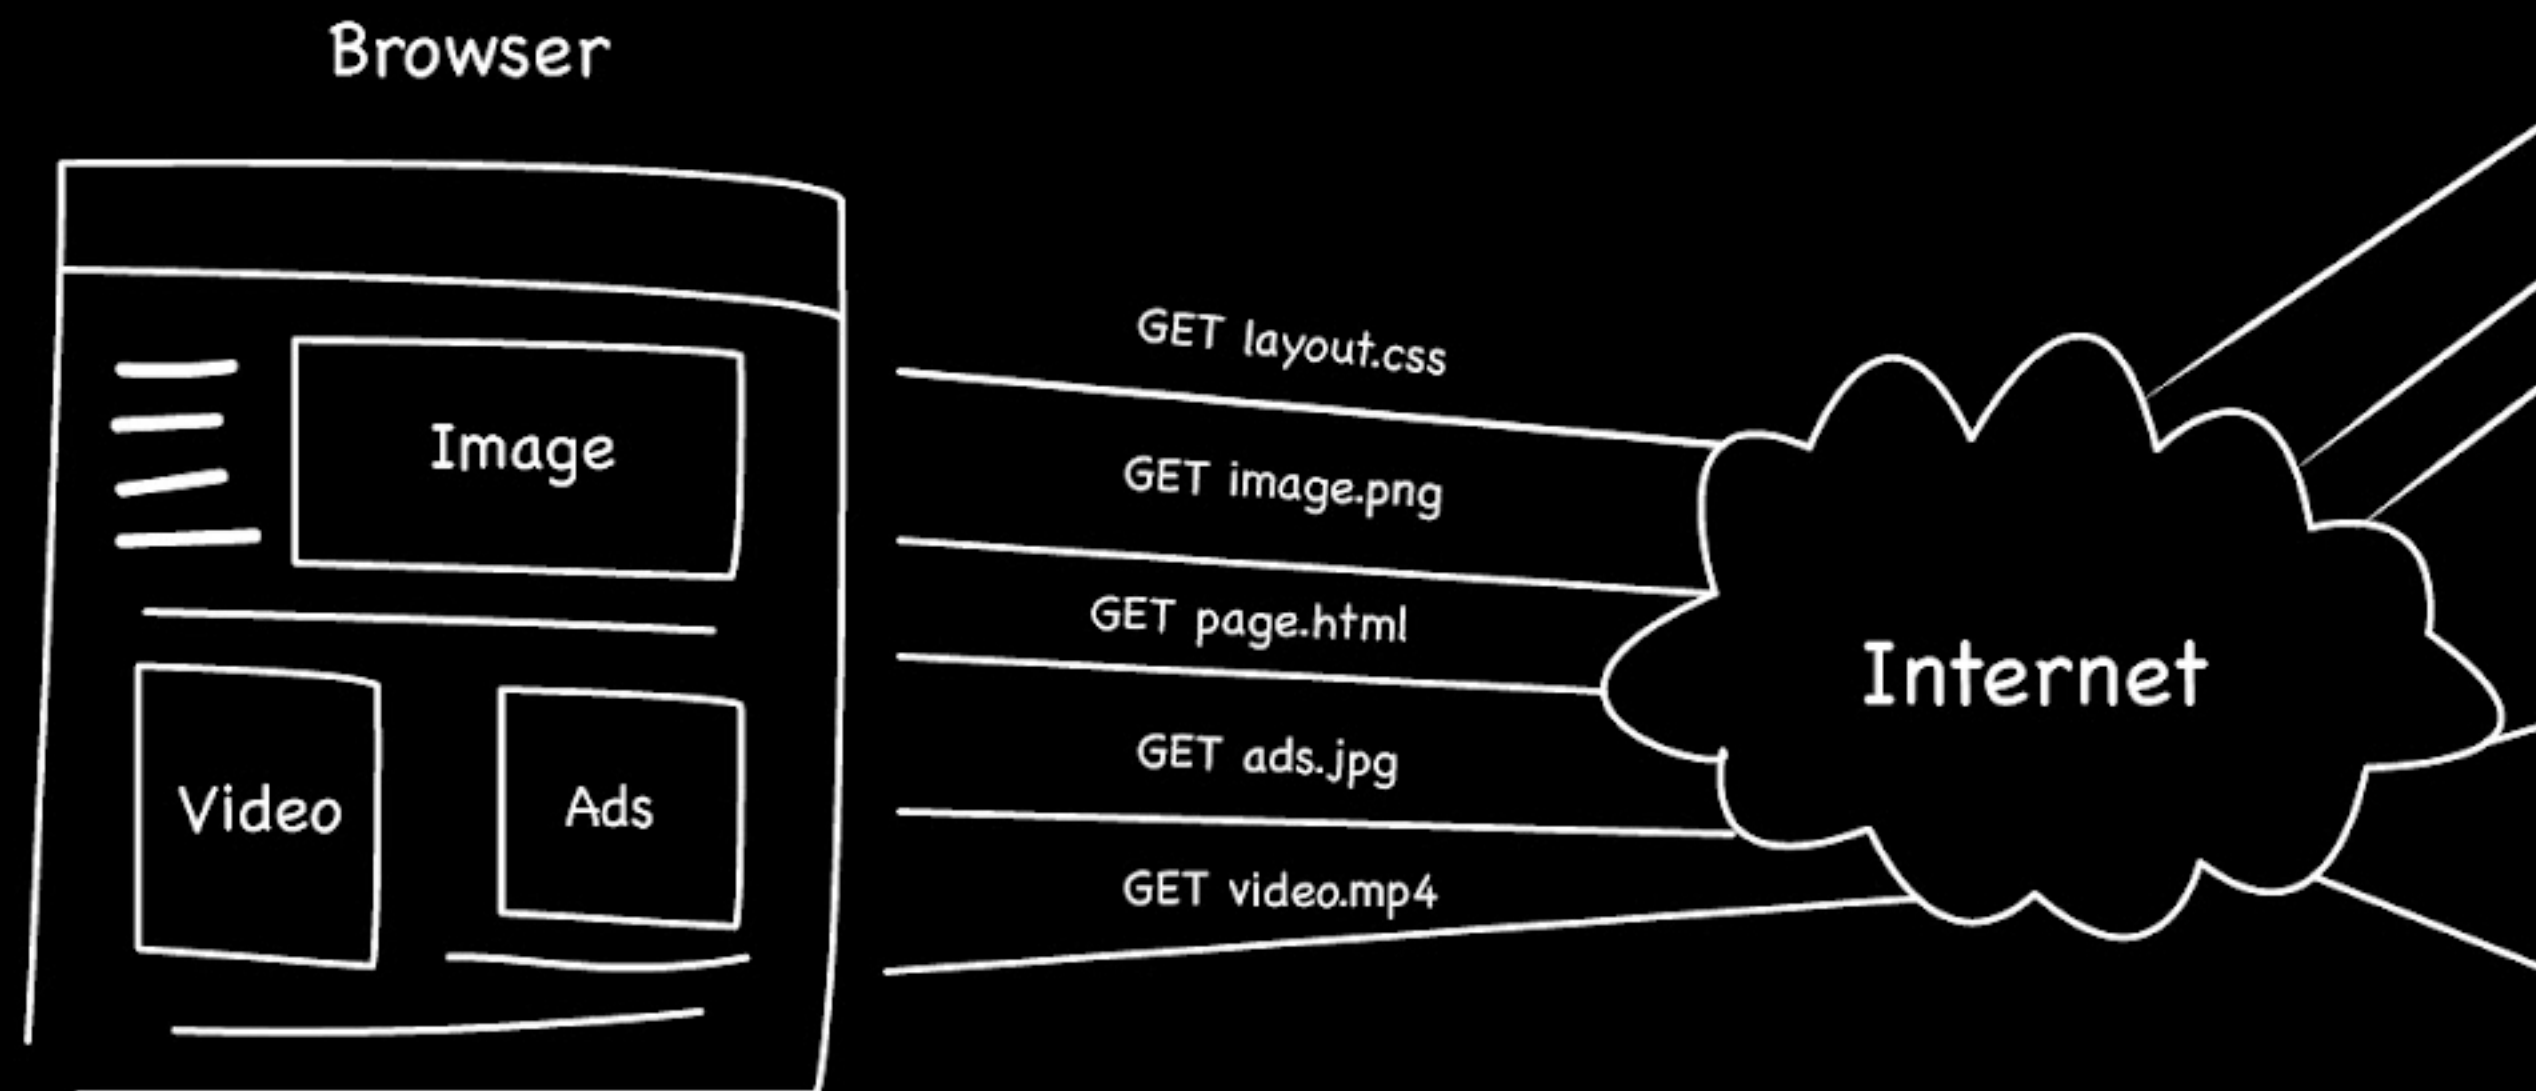 Browser
Image
Video
Ads
GET layout.css
GET image.png
GET page.html
GET ads.jpg
GET video.mp4
Internet